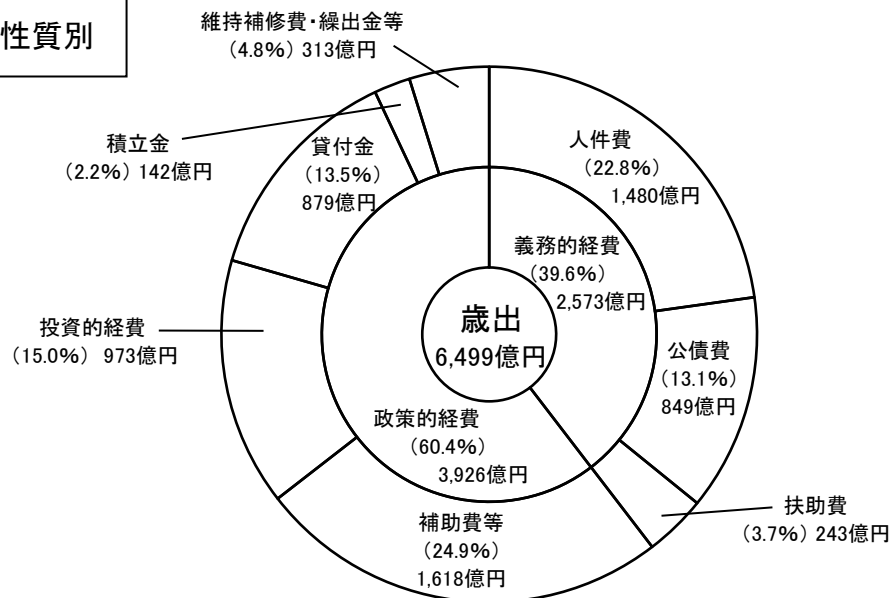 性質別
維持補修費・繰出金等
(4.8%) 313億円
積立金
(2.2%) 142億円
貸付金
(13.5%)
879億円
人件費
(22.8%)
1,480億円
義務的経費
(39.6%)
2,573億円
歳出
6,499億円
投資的経費
(15.0%) 973億円
公債費
(13.1%)
849億円
政策的経費
(60.4%)
3,926億円
扶助費
(3.7%) 243億円
補助費等
(24.9%)
1,618億円